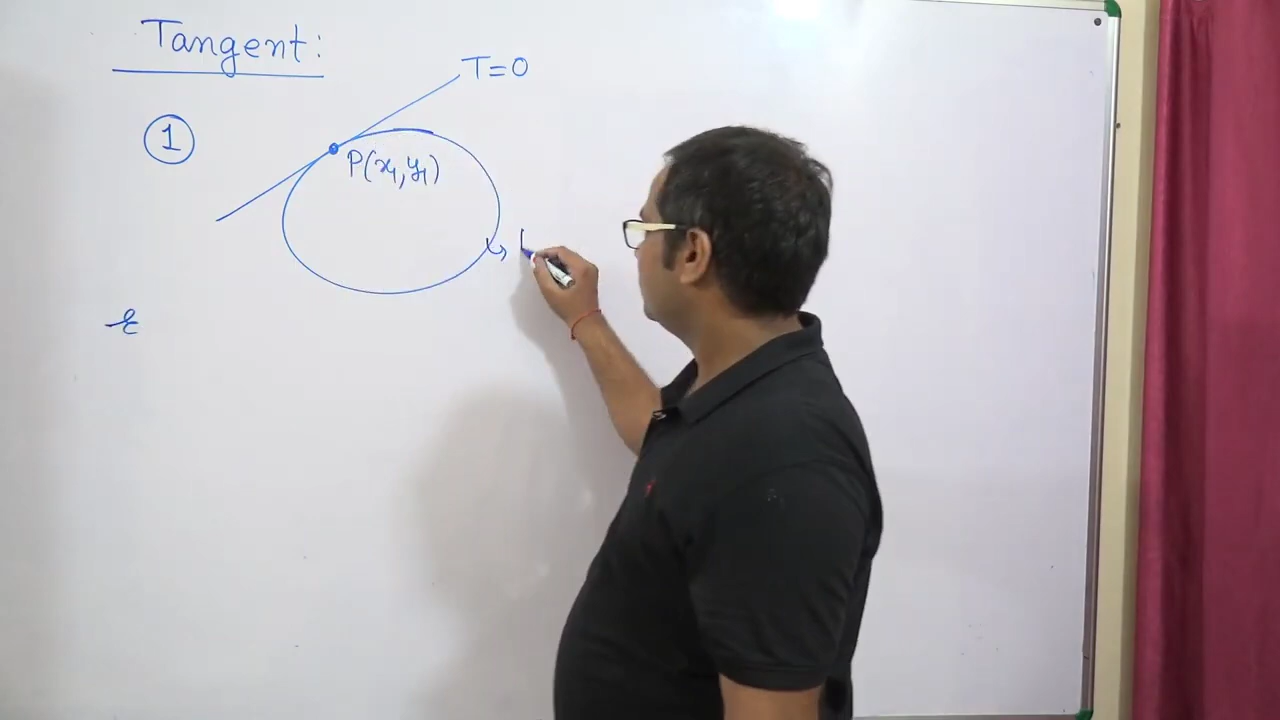 Tangent:
T=0
1
P(x₁,y₁)